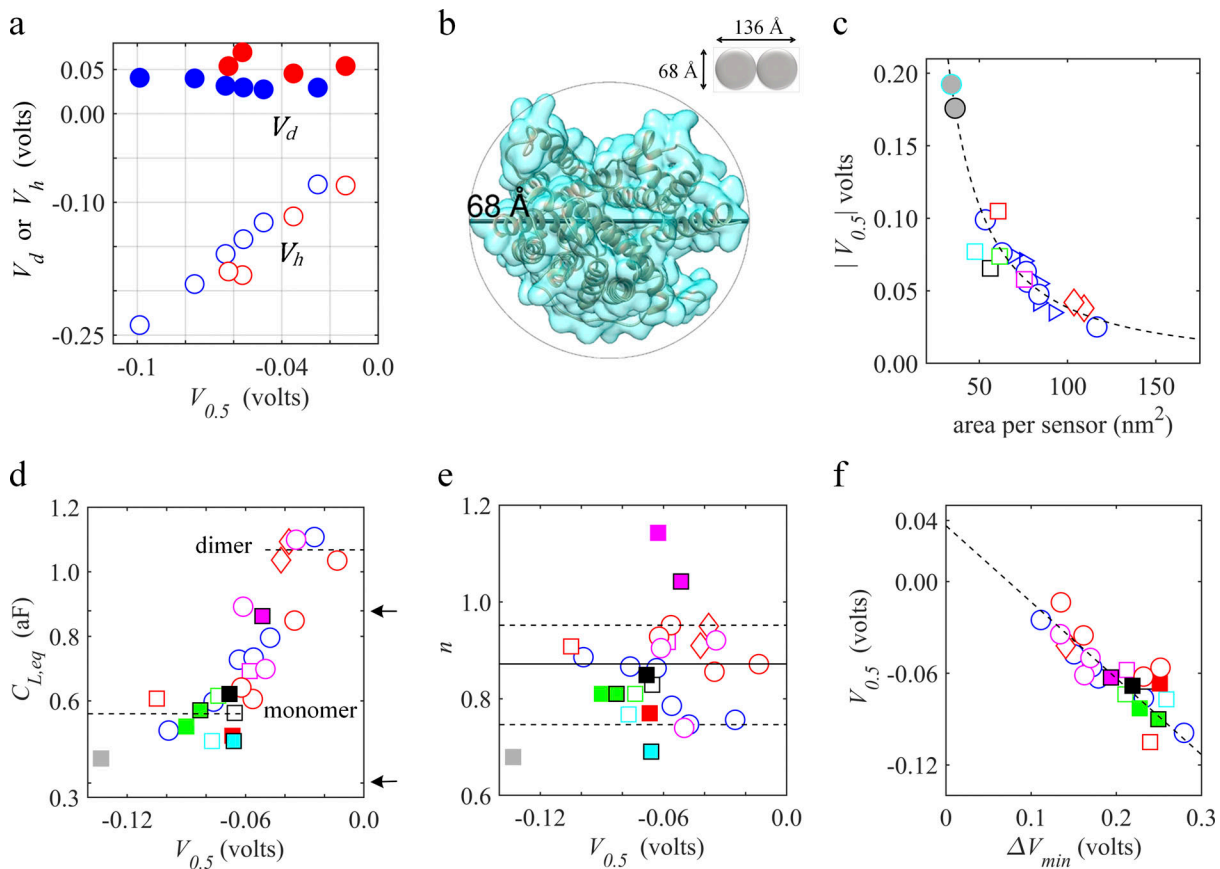 a
V_d or V_h (volts)
0.05
0.00
-0.10
-0.25
V_d
V_h
-0.1
-0.04
0.0
V_0.5 (volts)
b
136 Å
68 Å
68 Å
c
| V_0.5 | volts
0.20
0.15
0.10
0.05
0.00
50
100
150
area per sensor (nm²)
d
C_L,eq (aF)
1.2
1.0
0.8
0.6
0.3
dimer
monomer
-0.12
-0.06
0
V_0.5 (volts)
e
n
1.2
1.0
0.8
0.6
-0.12
-0.06
0.0
V_0.5 (volts)
f
V_0.5 (volts)
0.04
0.00
-0.06
-0.12
0
0.1
0.2
0.3
ΔV_min (volts)